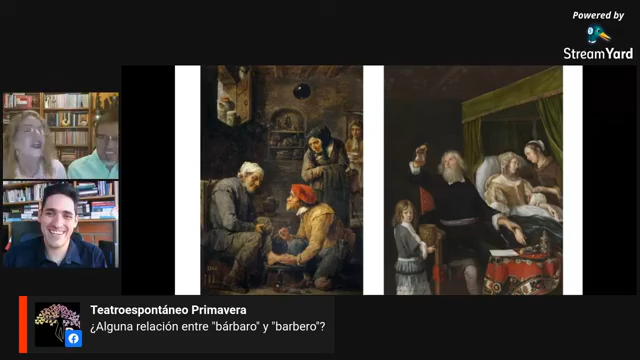 Powered by
StreamYard
Teatroespontáneo Primavera
¿Alguna relación entre "bárbaro" y "barbero"?